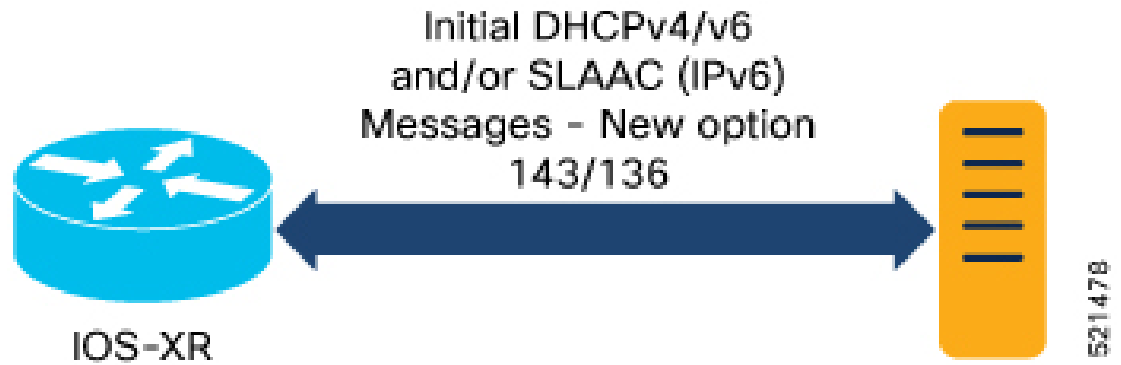 Initial DHCPv4/v6
and/or SLAAC (IPv6)
Messages - New option
143/136
IOS-XR
521478